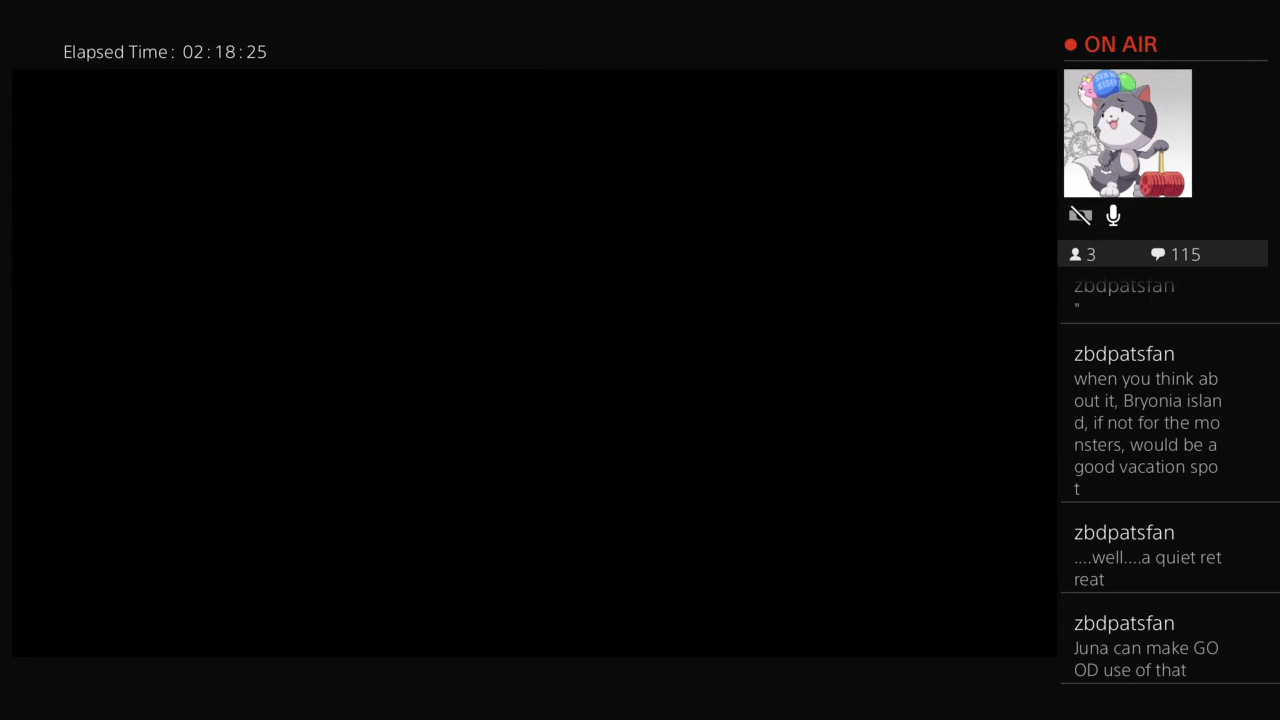 Elapsed Time: 02:18:25
ON AIR
3 115
zbdpatsfan
"
zbdpatsfan
when you think ab
out it, Bryonia islan
d, if not for the mo
nsters, would be a
good vacation spo
t
zbdpatsfan
....well....a quiet ret
reat
zbdpatsfan
Juna can make GO
OD use of that